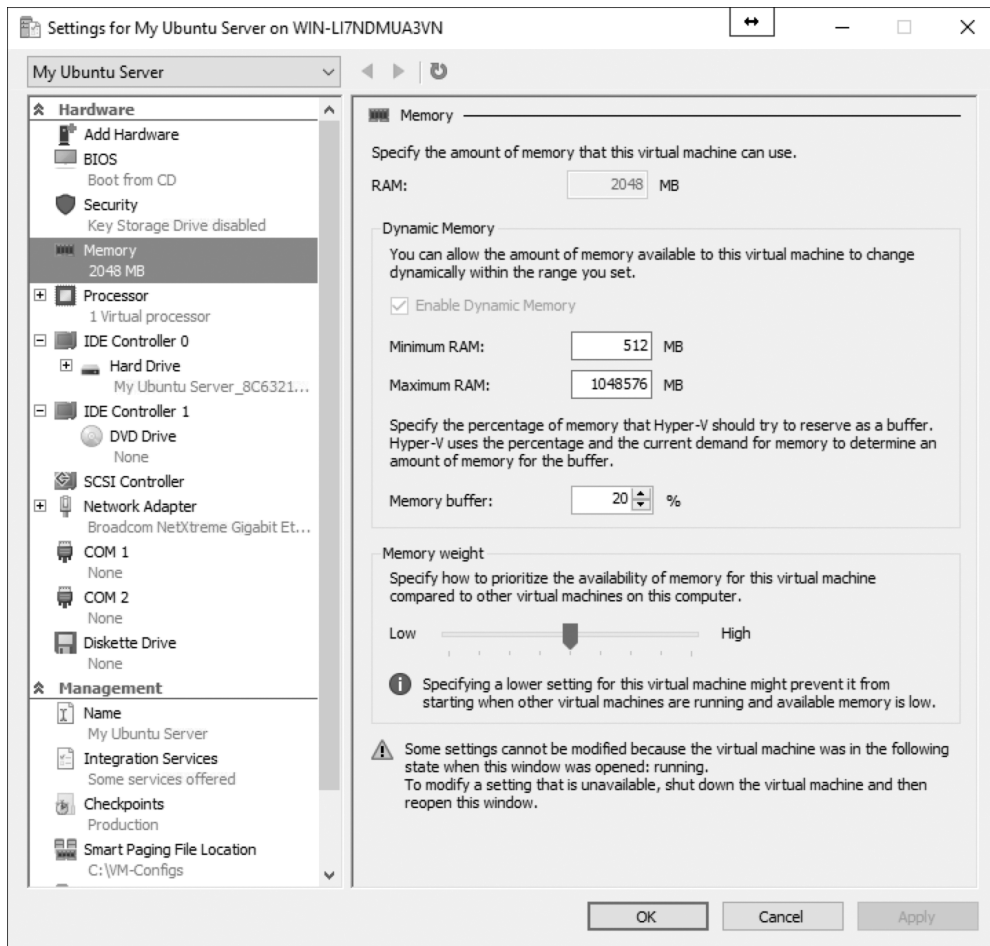 Settings for My Ubuntu Server on WIN-LI7NDMUA3VN
My Ubuntu Server
Hardware
Add Hardware
BIOS
Boot from CD
Security
Key Storage Drive disabled
Memory
2048 MB
Processor
1 Virtual processor
IDE Controller 0
Hard Drive
My Ubuntu Server_8C6321...
IDE Controller 1
DVD Drive
None
SCSI Controller
Network Adapter
Broadcom NetXtreme Gigabit Et...
COM 1
None
COM 2
None
Diskette Drive
None
Management
Name
My Ubuntu Server
Integration Services
Some services offered
Checkpoints
Production
Smart Paging File Location
C:\VM-Configs
Memory
Specify the amount of memory that this virtual machine can use.
RAM: 2048 MB
Dynamic Memory
You can allow the amount of memory available to this virtual machine to change
dynamically within the range you set.
Enable Dynamic Memory
Minimum RAM: 512 MB
Maximum RAM: 1048576 MB
Specify the percentage of memory that Hyper-V should try to reserve as a buffer.
Hyper-V uses the percentage and the current demand for memory to determine an
amount of memory for the buffer.
Memory buffer: 20 %
Memory weight
Specify how to prioritize the availability of memory for this virtual machine
compared to other virtual machines on this computer.
Low High
Specifying a lower setting for this virtual machine might prevent it from
starting when other virtual machines are running and available memory is low.
Some settings cannot be modified because the virtual machine was in the following
state when this window was opened: running.
To modify a setting that is unavailable, shut down the virtual machine and then
reopen this window.
OK Cancel Apply